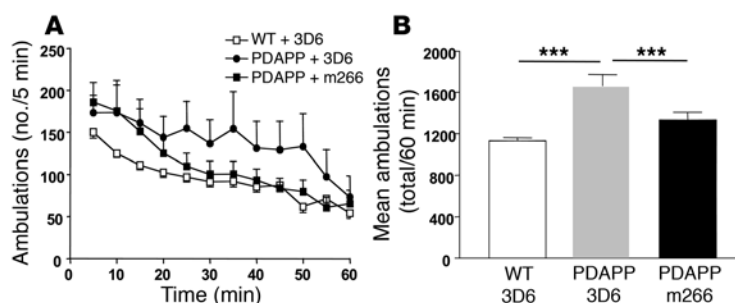 A
WT + 3D6
PDAPP + 3D6
PDAPP + m266
Ambulations (no./5 min)
250
200
150
100
50
0
0 10 20 30 40 50 60
Time (min)
B
*** ***
Mean ambulations
(total/60 min)
2000
1600
1200
800
400
0
WT PDAPP PDAPP
3D6 3D6 m266